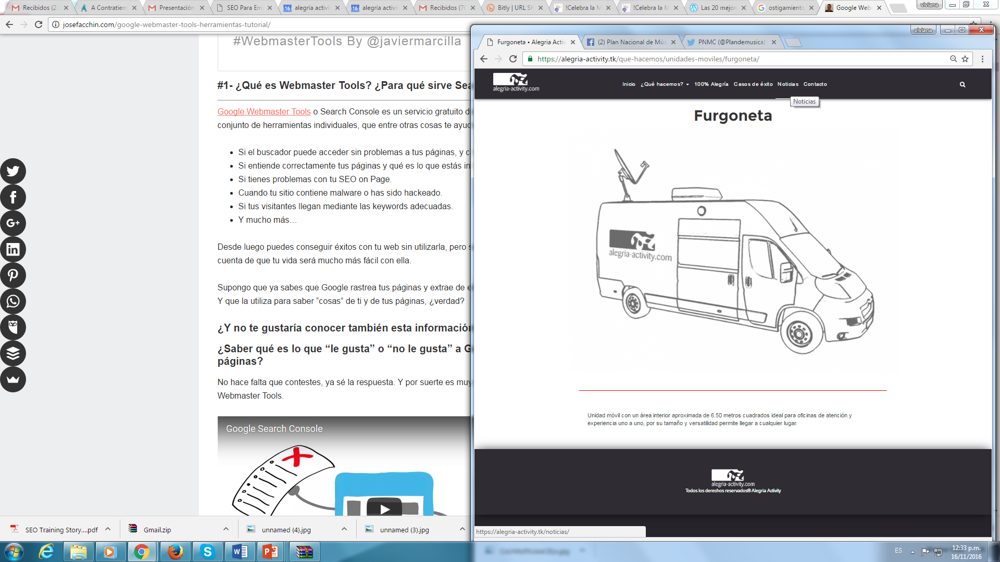 Recibidos (2.
A Contratiem
Presentación
SEO Para Em
alegría activi
alegria activi
Recibidos (70
Bitly | URL Sh
!Celebra la M
!Celebra la M
Las 20 mejor
ostigamiento
Google Web
viviana
josefacchin.com/google-webmaster-tools-herramientas-tutorial/
#WebmasterTools By @javiermarcilla
#1- ¿Qué es Webmaster Tools? ¿Para qué sirve Sea
Google Webmaster Tools o Search Console es un servicio gratuito d
conjunto de herramientas individuales, que entre otras cosas te ayuc
Si el buscador puede acceder sin problemas a tus páginas, y c
Si entiende correctamente tus páginas y qué es lo que estás in
Si tienes problemas con tu SEO on Page.
Cuando tu sitio contiene malware o has sido hackeado.
Si tus visitantes llegan mediante las keywords adecuadas.
Y mucho más…
Desde luego puedes conseguir éxitos con tu web sin utilizarla, pero s
cuenta de que tu vida será mucho más fácil con ella.
Supongo que ya sabes que Google rastrea tus páginas y extrae de e
Y que la utiliza para saber “cosas” de ti y de tus páginas, ¿verdad?
¿Y no te gustaría conocer también esta información
¿Saber qué es lo que “le gusta” o “no le gusta” a G
páginas?
No hace falta que contestes, ya sé la respuesta. Y por suerte es muy
Webmaster Tools.
Google Search Console
viviana
Furgoneta • Alegria Activ
(2) Plan Nacional de Mús
PNMC (@Plandemusica)
https://alegria-activity.tk/que-hacemos/unidades-moviles/furgoneta/
alegria-activity.com
Inicio ¿Qué hacemos? 100% Alegría Casos de éxito Noticias Contacto
Noticias
Furgoneta
alegria-activity.com
Unidad móvil con un área interior aproximada de 6.50 metros cuadrados ideal para oficinas de atención y
experiencia uno a uno, por su tamaño y versatilidad permite llegar a cualquier lugar.
alegria-activity.com
Todos los derechos reservados® Alegria Activity
https://alegria-activity.tk/noticias/
SEO Training Story....pdf
Gmail.zip
unnamed (4).jpg
unnamed (3).jpg
ES
12:33 p.m.
16/11/2016